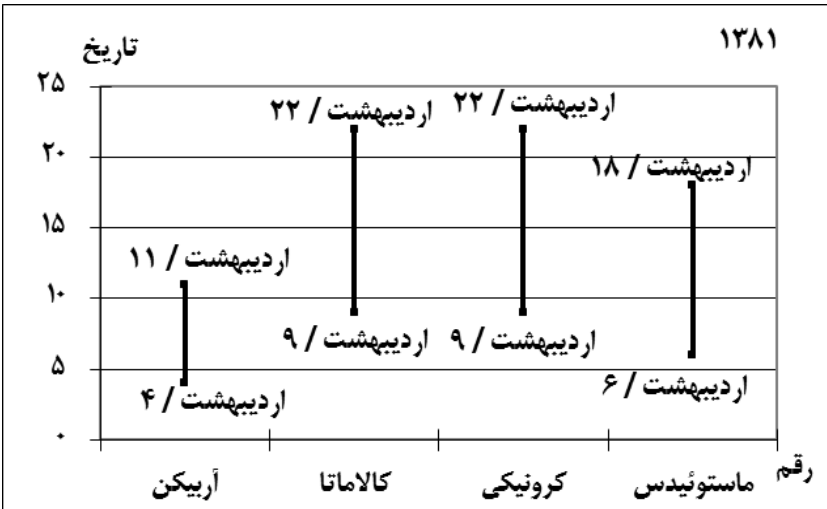 ۱۳۸۱
تاریخ
۲۵
۲۰
۱۵
۱۰
۵
۰
۲۲ / اردیبهشت
۲۲ / اردیبهشت
۱۸ / اردیبهشت
۱۱ / اردیبهشت
۹ / اردیبهشت
۹ / اردیبهشت
۶ / اردیبهشت
۴ / اردیبهشت
رقم
ماستوئیدس
کرونیکی
کالاماتا
آربیکن